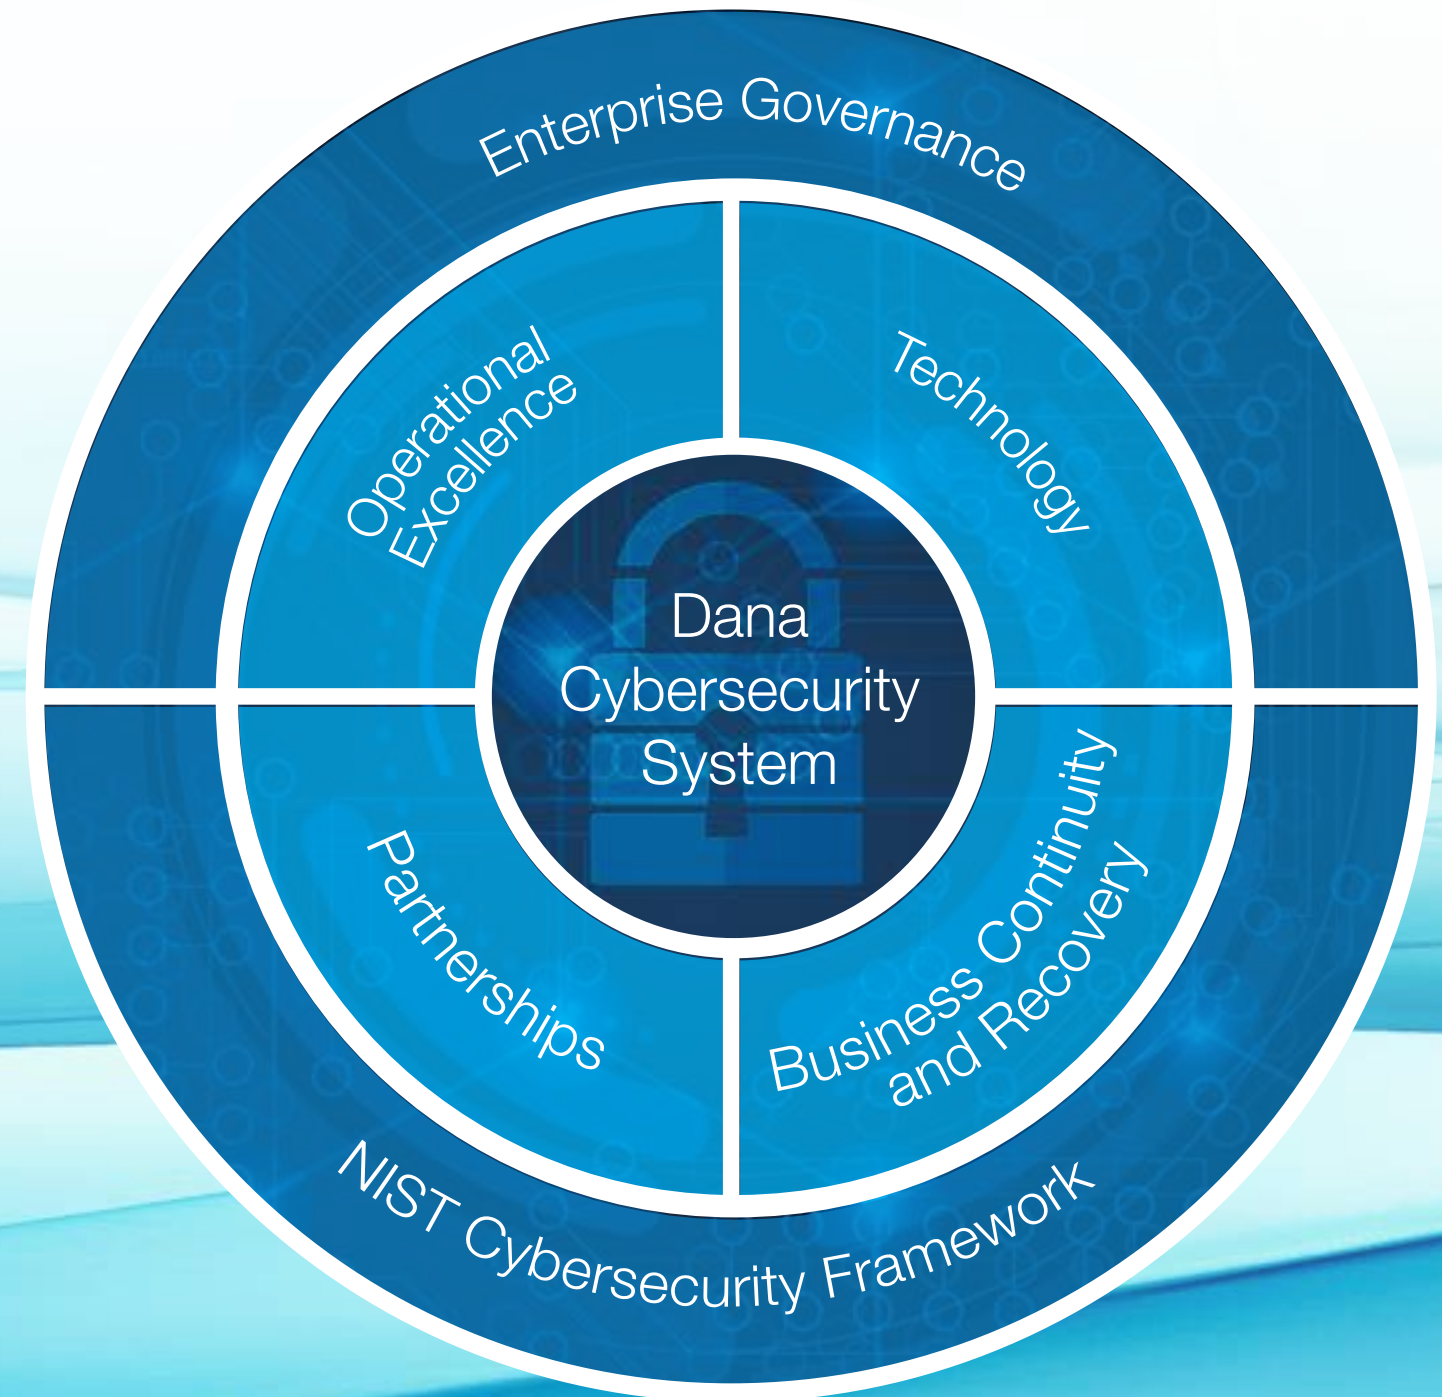 Enterprise Governance
Operational
Excellence
Technology
Dana
Cybersecurity
System
Partnerships
Business Continuity
and Recovery
NIST Cybersecurity Framework